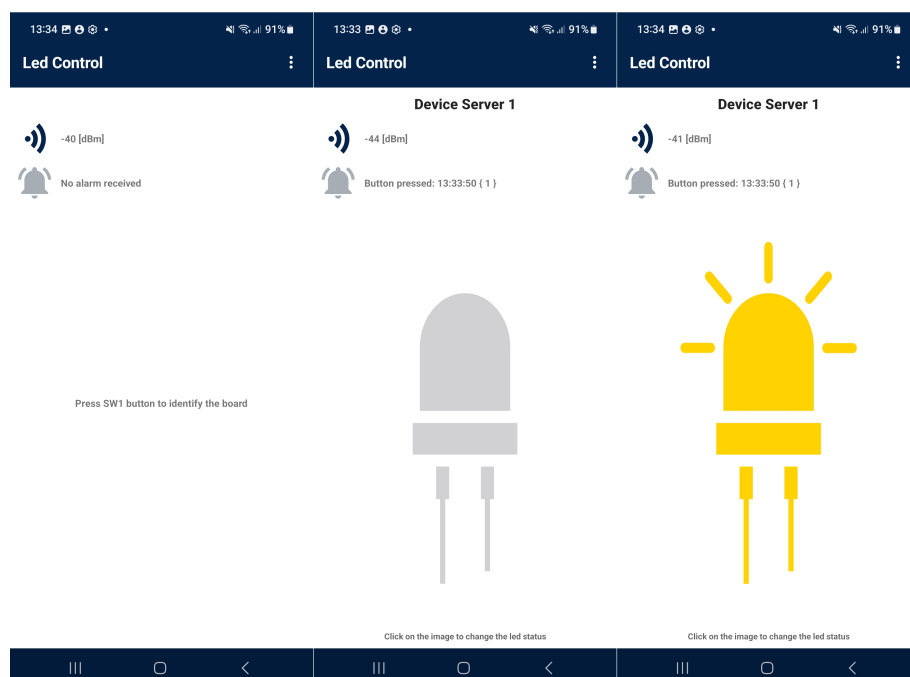 13:34
91%
Led Control
-40 [dBm]
No alarm received
Press SW1 button to identify the board
13:33
91%
Led Control
Device Server 1
-44 [dBm]
Button pressed: 13:33:50 { 1 }
Click on the image to change the led status
13:34
91%
Led Control
Device Server 1
-41 [dBm]
Button pressed: 13:33:50 { 1 }
Click on the image to change the led status